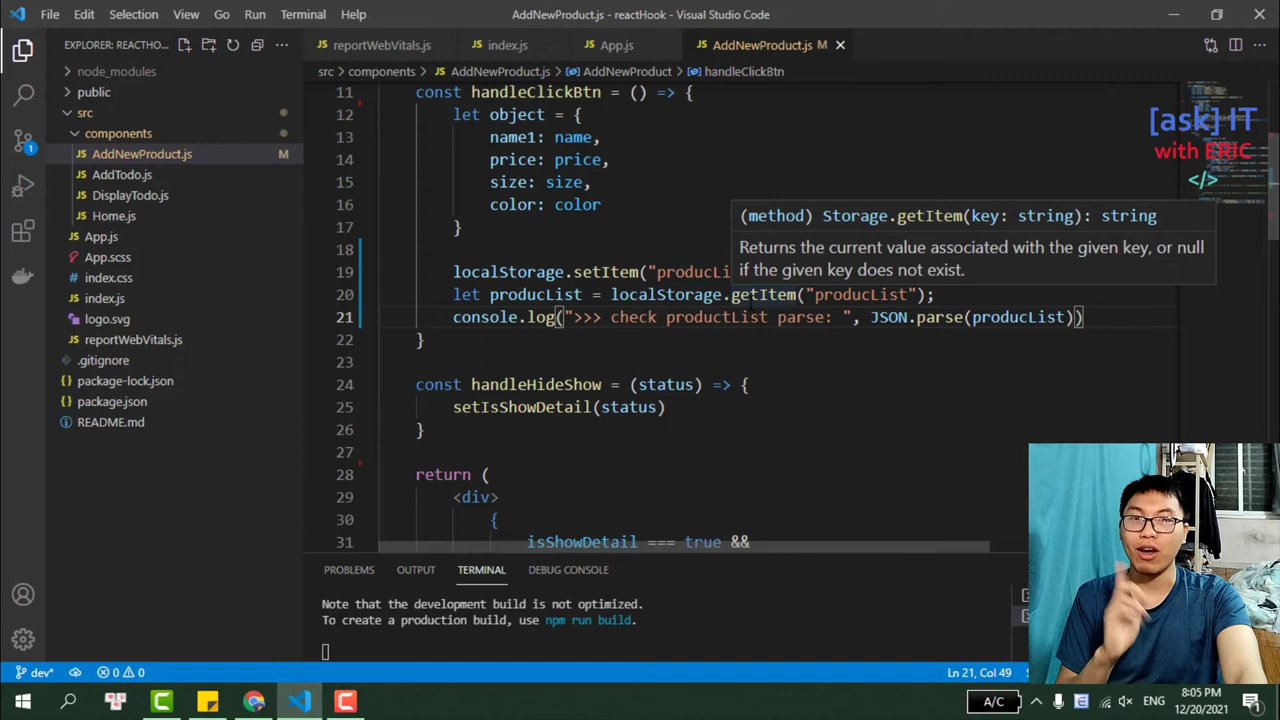 File Edit Selection View Go Run Terminal Help
AddNewProduct.js - reactHook - Visual Studio Code
EXPLORER: REACTHO...
JS reportWebVitals.js
JS index.js
JS App.js
JS AddNewProduct.js M
src > components > JS AddNewProduct.js > AddNewProduct > handleClickBtn
node_modules
public
src
components
JS AddNewProduct.js M
JS AddTodo.js
JS DisplayTodo.js
JS Home.js
JS App.js
App.scss
index.css
JS index.js
logo.svg
JS reportWebVitals.js
.gitignore
package-lock.json
package.json
README.md
11 const handleClickBtn = () => {
12 let object = {
13 name1: name,
14 price: price,
15 size: size,
16 color: color
17 }
18
19 localStorage.setItem("producLi
20 let producList = localStorage.getItem("producList");
21 console.log(">>> check productList parse: ", JSON.parse(producList))
22 }
23
24 const handleHideShow = (status) => {
25 setIsShowDetail(status)
26 }
27
28 return (
29 <div>
30 {
31 isShowDetail === true &&
(method) Storage.getItem(key: string): string
Returns the current value associated with the given key, or null
if the given key does not exist.
[ask] IT
with ERIC
</>
PROBLEMS OUTPUT TERMINAL DEBUG CONSOLE
Note that the development build is not optimized.
To create a production build, use npm run build.
dev* 0 0
Ln 21, Col 49
A/C
ENG
8:05 PM
12/20/2021